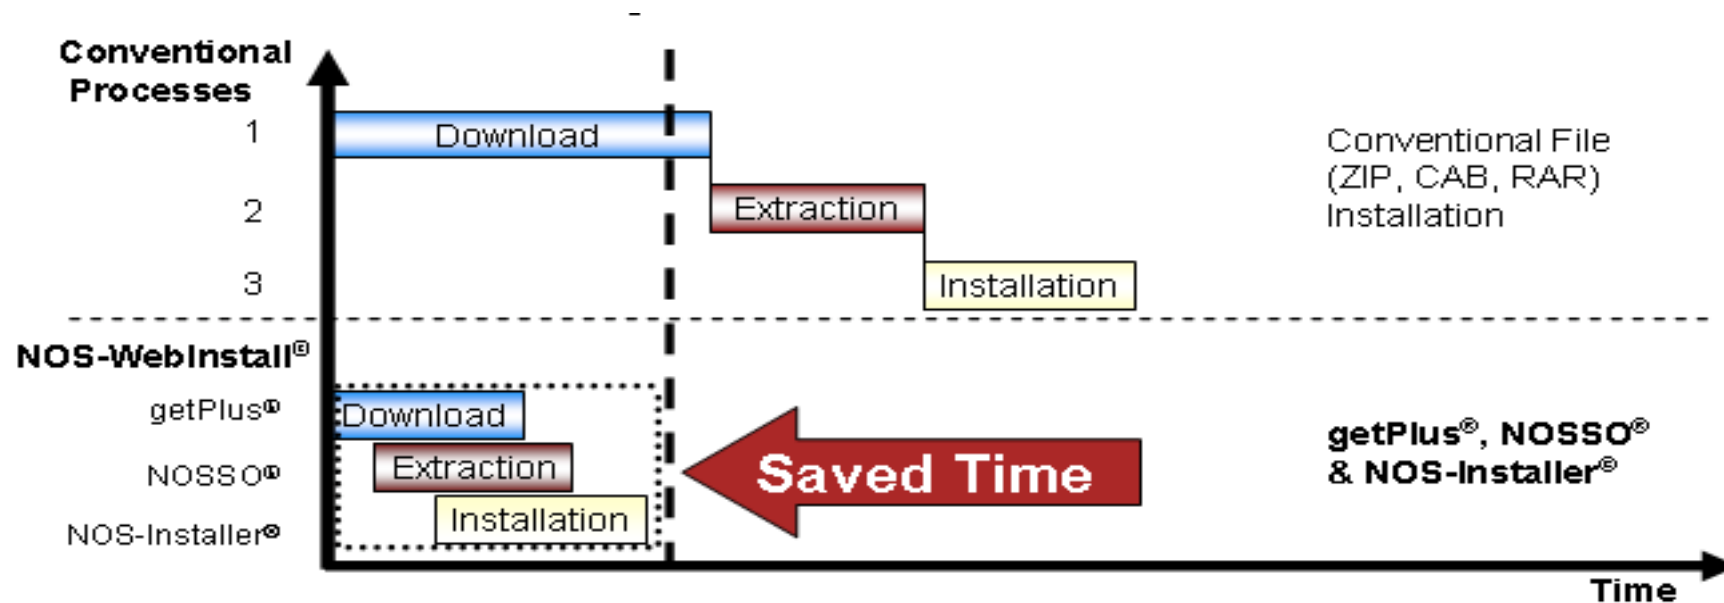 Conventional
Processes
1
Download
2
Extraction
3
Installation
Conventional File
(ZIP, CAB, RAR)
Installation
NOS-WebInstall©
getPlus®
Download
NOSSO®
Extraction
NOS-Installer®
Installation
Saved Time
getPlus®, NOSSO®
& NOS-Installer®
Time